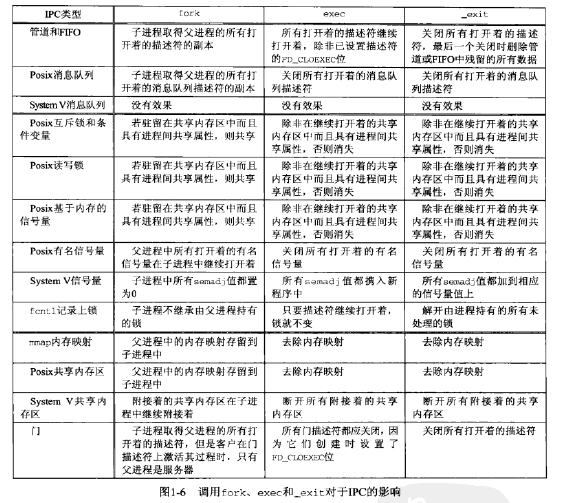 IPC类型
fork
exec
_exit
管道和FIFO
子进程取得父进程的所有打
开着的描述符的副本
所有打开着的描述符继续
打开着，除非已设置描述符
的FD_CLOEXEC位
关闭所有打开着的描述
符，最后一个关闭时删除管
道或FIFO中残留的所有数据
Posix消息队列
子进程取得父进程的所有打
开着的消息队列描述符的副本
关闭所有打开着的消息队
列描述符
关闭所有打开着的消息队
列描述符
System V消息队列
没有效果
没有效果
没有效果
Posix互斥锁和条
件变量
若驻留在共享内存区中而且
具有进程间共享属性，则共享
除非在继续打开着的共享
内存区中而且具有进程间共
享属性，否则消失
除非在继续打开着的共享
内存区中而且具有进程间共
享属性，否则消失
Posix读写锁
若驻留在共享内存区中而且
具有进程间共享属性，则共享
除非在继续打开着的共享
内存区中而且具有进程间共
享属性，否则消失
除非在继续打开着的共享
内存区中而且具有进程间共
享属性，否则消失
Posix基于内存的
信号量
若驻留在共享内存区中而且
具有进程间共享属性，则共享
除非在继续打开着的共享
内存区中而且具有进程间共
享属性，否则消失
除非在继续打开着的共享
内存区中而且具有进程间共
享属性，否则消失
Posix有名信号量
父进程中所有打开着的有名
信号量在子进程中继续打开着
关闭所有打开着的有名
信号量
关闭所有打开着的有名
信号量
System V信号量
子进程中所有semadj值都置
为0
所有semadj值都携入新
程序中
所有semadj值都加到相应
的信号量值上
fcntl记录上锁
子进程不继承由父进程持有
的锁
只要描述符继续打开着，
锁就不变
解开由进程持有的所有未
处理的锁
mmap内存映射
父进程中的内存映射存留到
子进程中
去除内存映射
去除内存映射
Posix共享内存区
父进程中的内存映射存留到
子进程中
去除内存映射
去除内存映射
System V共享内
存区
附接着的共享内存区在子进
程中继续附接着
断开所有附接着的共享
内存区
断开所有附接着的共享
内存区
门
子进程取得父进程的所有打
开着的描述符，但是客户在门
描述符上激活其过程时，只有
父进程是服务器
所有门描述符都应关闭，因
为它们创建时设置了
FD_CLOEXEC位
关闭所有打开着的描述符
图1-6 调用fork、exec和_exit对于IPC的影响